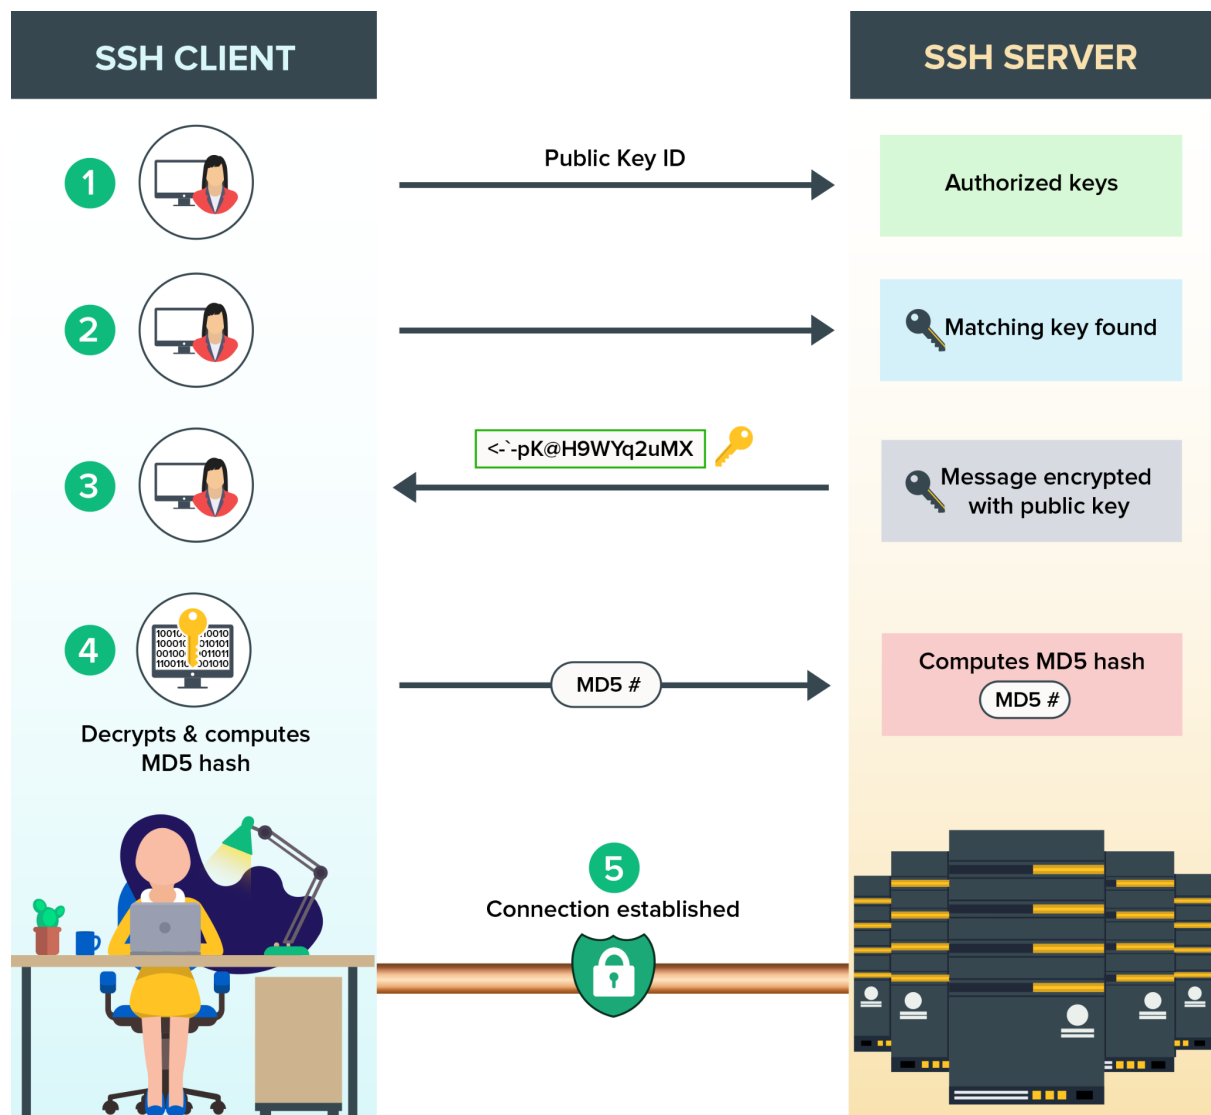 SSH CLIENT
SSH SERVER
1
Public Key ID
Authorized keys
2
Matching key found
3
<-`-pK@H9WYq2uMX
Message encrypted
with public key
4
Decrypts & computes
MD5 hash
MD5 #
Computes MD5 hash
MD5 #
5
Connection established